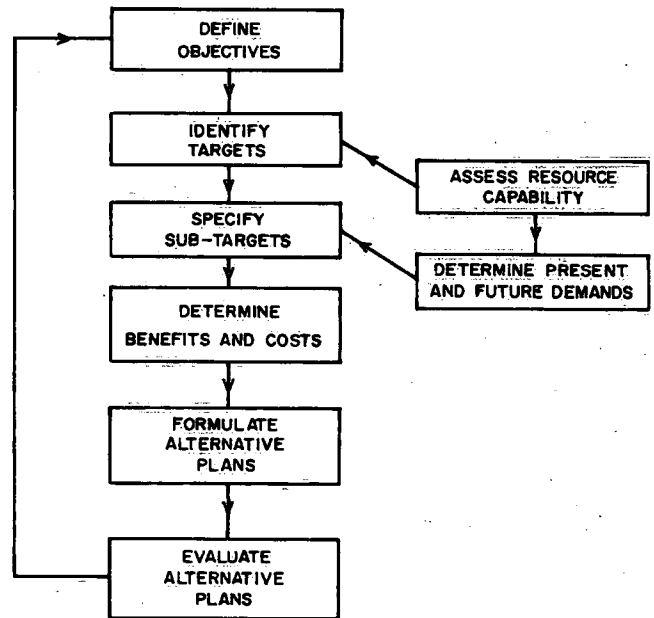 DEFINE
OBJECTIVES
IDENTIFY
TARGETS
ASSESS RESOURCE
CAPABILITY
SPECIFY
SUB-TARGETS
DETERMINE PRESENT
AND FUTURE DEMANDS
DETERMINE
BENEFITS AND COSTS
FORMULATE
ALTERNATIVE
PLANS
EVALUATE
ALTERNATIVE
PLANS